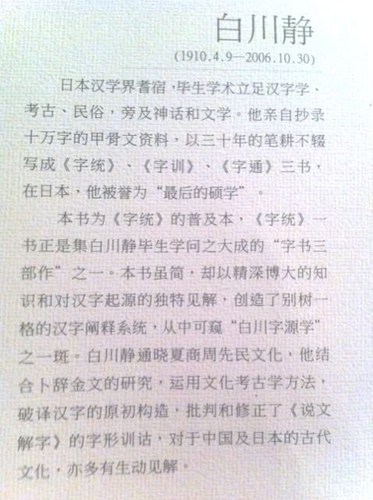 白川静
(1910.4.9—2006.10.30)
日本汉学界耆宿，毕生学术立足汉字学、
考古、民俗，旁及神话和文学。他亲自抄录
十万字的甲骨文资料，以三十年的笔耕不辍
写成《字统》、《字训》、《字通》三书，
在日本，他被誉为“最后的硕学”。
本书为《字统》的普及本，《字统》一
书正是集白川静毕生学问之大成的“字书三
部作”之一。本书虽简，却以精深博大的知
识和对汉字起源的独特见解，创造了别树一
格的汉字阐释系统，从中可窥“白川字源学”
之一斑。白川静通晓夏商周先民文化，他结
合卜辞金文的研究，运用文化考古学方法，
破译汉字的原初构造，批判和修正了《说文
解字》的字形训诂，对于中国及日本的古代
文化，亦多有生动见解。